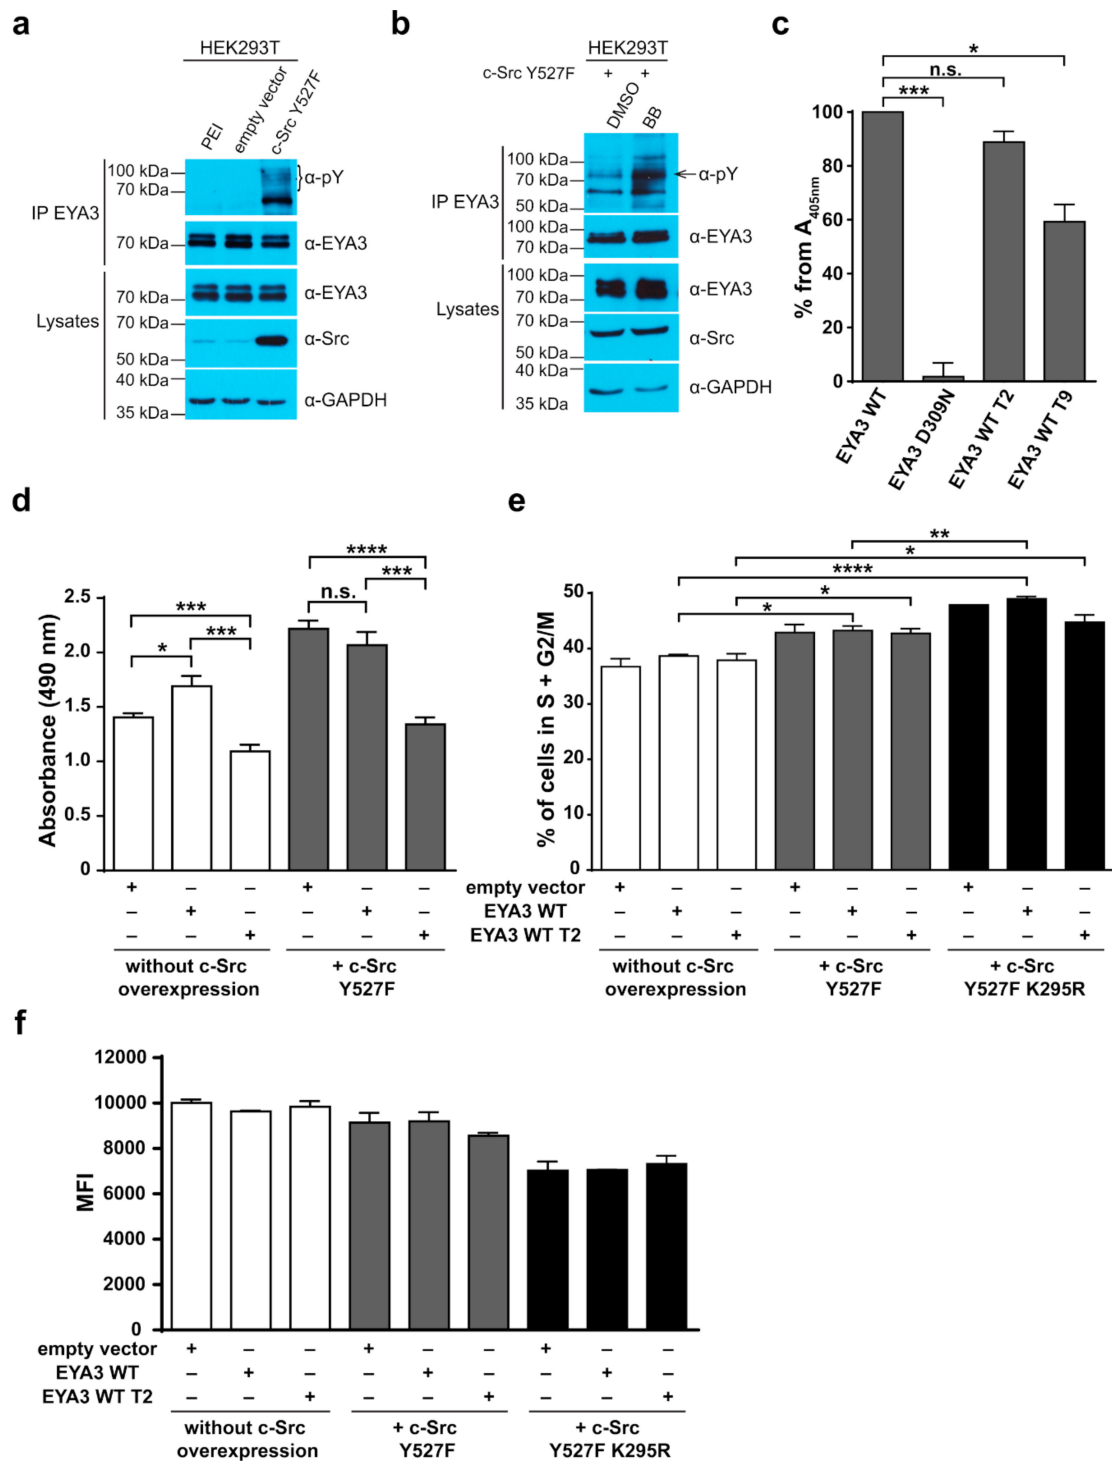 a
HEK293T
PEI
empty vector
c-Src Y527F
IP EYA3
100 kDa
70 kDa
α-pY
70 kDa
α-EYA3
Lysates
70 kDa
α-EYA3
70 kDa
50 kDa
α-Src
40 kDa
35 kDa
α-GAPDH
b
HEK293T
c-Src Y527F + +
DMSO
BB
IP EYA3
100 kDa
70 kDa
50 kDa
α-pY
100 kDa
70 kDa
α-EYA3
Lysates
100 kDa
70 kDa
α-EYA3
70 kDa
50 kDa
α-Src
40 kDa
35 kDa
α-GAPDH
c
*
n.s.
***
% from A405nm
100
80
60
40
20
0
EYA3 WT
EYA3 D309N
EYA3 WT T2
EYA3 WT T9
d
****
***
n.s.
***
***
*
Absorbance (490 nm)
2.5
2.0
1.5
1.0
0.5
0
+ – – + – –
– + – – + –
– – + – – +
without c-Src
overexpression
+ c-Src
Y527F
e
**
*
****
*
*
% of cells in S + G2/M
50
40
30
20
10
0
empty vector + – – + – – + – –
EYA3 WT – + – – + – – + –
EYA3 WT T2 – – + – – + – – +
without c-Src
overexpression
+ c-Src
Y527F
+ c-Src
Y527F K295R
f
MFI
12000
10000
8000
6000
4000
2000
0
empty vector + – – + – – + – –
EYA3 WT – + – – + – – + –
EYA3 WT T2 – – + – – + – – +
without c-Src
overexpression
+ c-Src
Y527F
+ c-Src
Y527F K295R